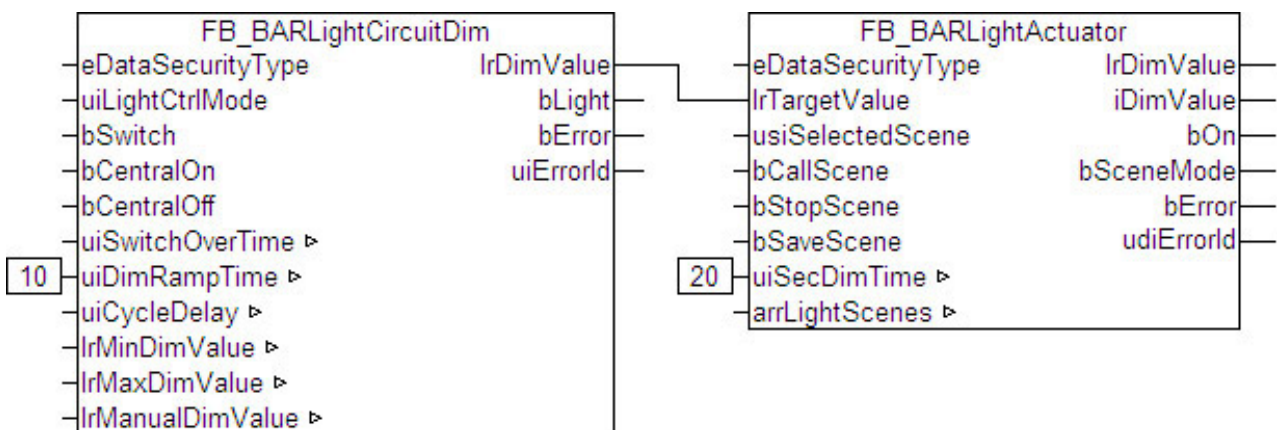 FB_BARLightCircuitDim
eDataSecurityType lrDimValue
uiLightCtrlMode bLight
bSwitch bError
bCentralOn uiErrorId
bCentralOff
uiSwitchOverTime
10 uiDimRampTime
uiCycleDelay
lrMinDimValue
lrMaxDimValue
lrManualDimValue
FB_BARLightActuator
eDataSecurityType lrDimValue
lrTargetValue iDimValue
usiSelectedScene bOn
bCallScene bSceneMode
bStopScene bError
bSaveScene udiErrorId
20 uiSecDimTime
arrLightScenes